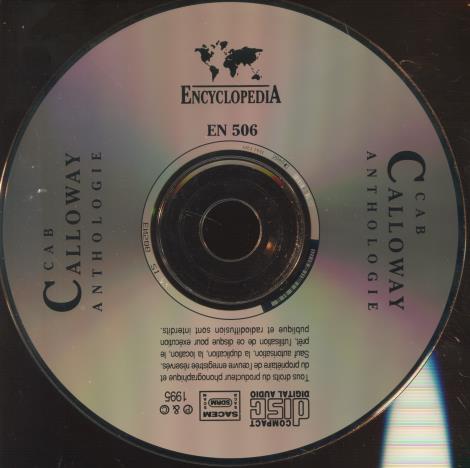 ENCYCLOPEDIA
EN 506
CAB
CALLOWAY
ANTHOLOGIE
CAB
CALLOWAY
ANTHOLOGIE
COMPACT
disc
DIGITAL AUDIO
SACEM
SDRM
℗ & ©
1995
Tous droits du producteur phonographique et
du propriétaire de l'œuvre enregistrée réservés.
Sauf autorisation, la duplication, la location, le
prêt, l'utilisation de ce disque pour exécution
publique et radiodiffusion sont interdits.